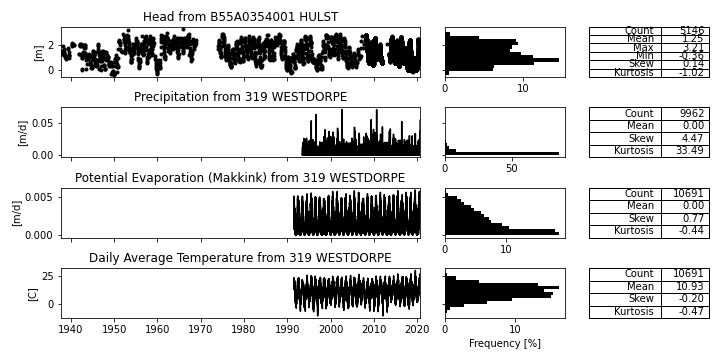 Head from B55A0354001 HULST
[m]
2
0
0
10
Count 5146
Mean 1.25
Max 3.21
Min -0.36
Skew 0.14
Kurtosis -1.02
Precipitation from 319 WESTDORPE
[m/d]
0.05
0.00
0
50
Count 9962
Mean 0.00
Skew 4.47
Kurtosis 33.49
Potential Evaporation (Makkink) from 319 WESTDORPE
[m/d]
0.005
0.000
0
10
Count 10691
Mean 0.00
Skew 0.77
Kurtosis -0.44
Daily Average Temperature from 319 WESTDORPE
[C]
25
0
1940 1950 1960 1970 1980 1990 2000 2010 2020
0
10
Frequency [%]
Count 10691
Mean 10.93
Skew -0.20
Kurtosis -0.47